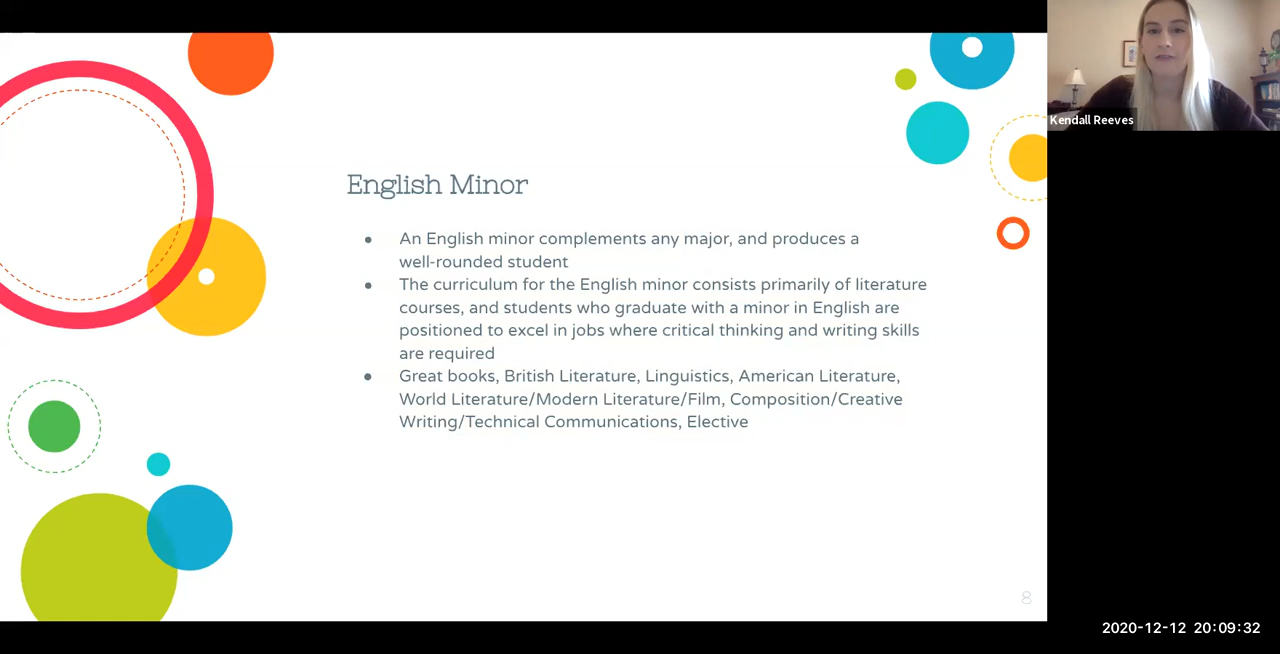 English Minor
● An English minor complements any major, and produces a
well-rounded student
● The curriculum for the English minor consists primarily of literature
courses, and students who graduate with a minor in English are
positioned to excel in jobs where critical thinking and writing skills
are required
● Great books, British Literature, Linguistics, American Literature,
World Literature/Modern Literature/Film, Composition/Creative
Writing/Technical Communications, Elective
8
Kendall Reeves
2020-12-12 20:09:32